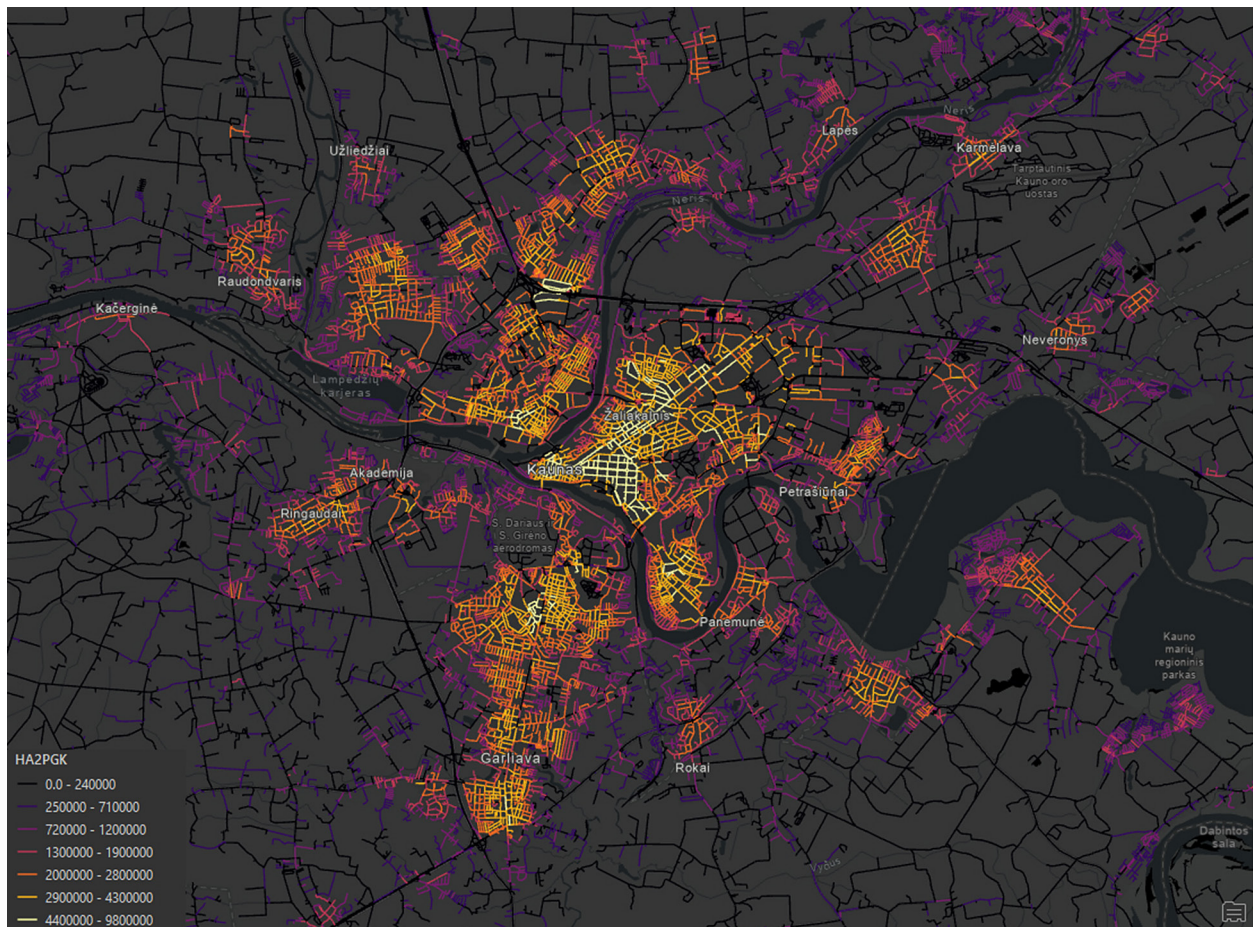 Neris
Lapės
Karmėlava
Užliedžiai
Tarptautinis
Kauno oro
uostas
Neris
Raudondvaris
Kačerginė
Neveronys
Lampėdžių
karjeras
Žaliakalnis
Kaunas
Akademija
Petrašiūnai
Ringaudai
S. Dariaus ir
S. Girėno
aerodromas
Panemunė
Kauno
marių
regioninis
parkas
Garliava
Rokai
HA2PGK
0.0 - 240000
250000 - 710000
720000 - 1200000
1300000 - 1900000
2000000 - 2800000
2900000 - 4300000
4400000 - 9800000
Dabintos
sala